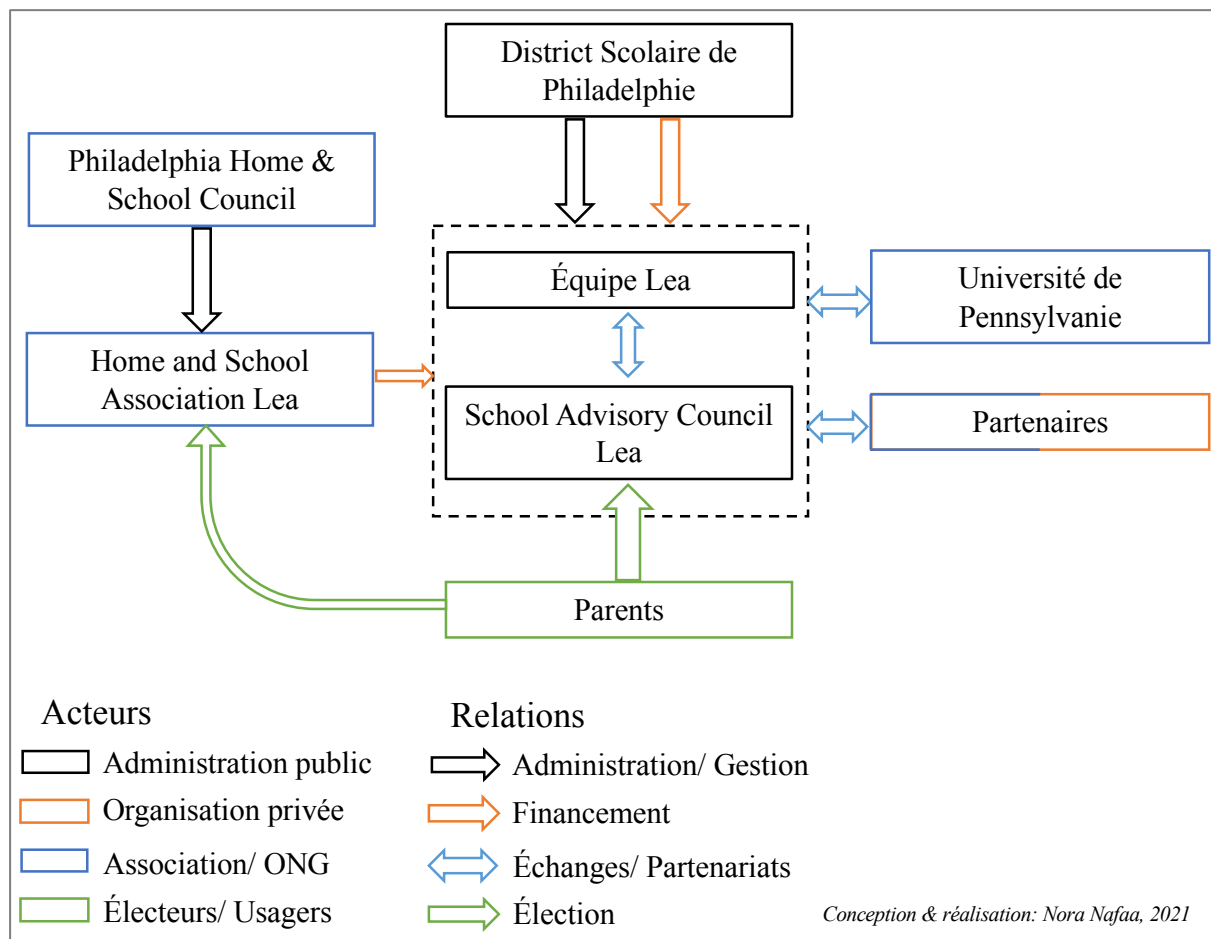 District Scolaire de
Philadelphie
Philadelphia Home &
School Council
Équipe Lea
Université de
Pennsylvanie
Home and School
Association Lea
School Advisory Council
Lea
Partenaires
Parents
Acteurs
Administration public
Organisation privée
Association/ ONG
Électeurs/ Usagers
Relations
Administration/ Gestion
Financement
Échanges/ Partenariats
Élection
Conception & réalisation: Nora Nafaa, 2021